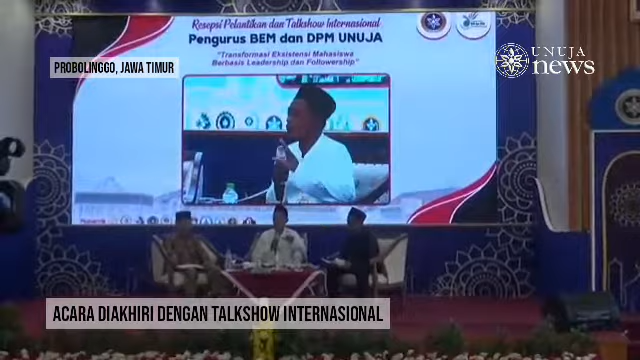 Resepsi Pelantikan dan Talkshow Internasional
Pengurus BEM dan DPM UNUJA
"Transformasi Eksistensi Mahasiswa
Berbasis Leadership dan Followership"
PROBOLINGGO, JAWA TIMUR
UNUJA
news
ACARA DIAKHIRI DENGAN TALKSHOW INTERNASIONAL